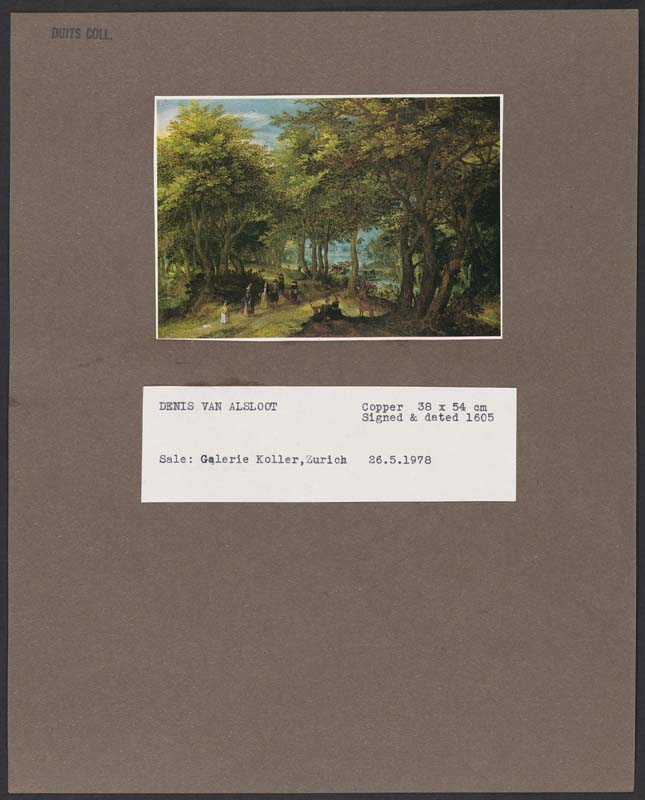 DUITS COLL.
DENIS VAN ALSLOOT
Copper 38 x 54 cm
Signed & dated 1605
Sale: Galerie Koller,Zurich 26.5.1978